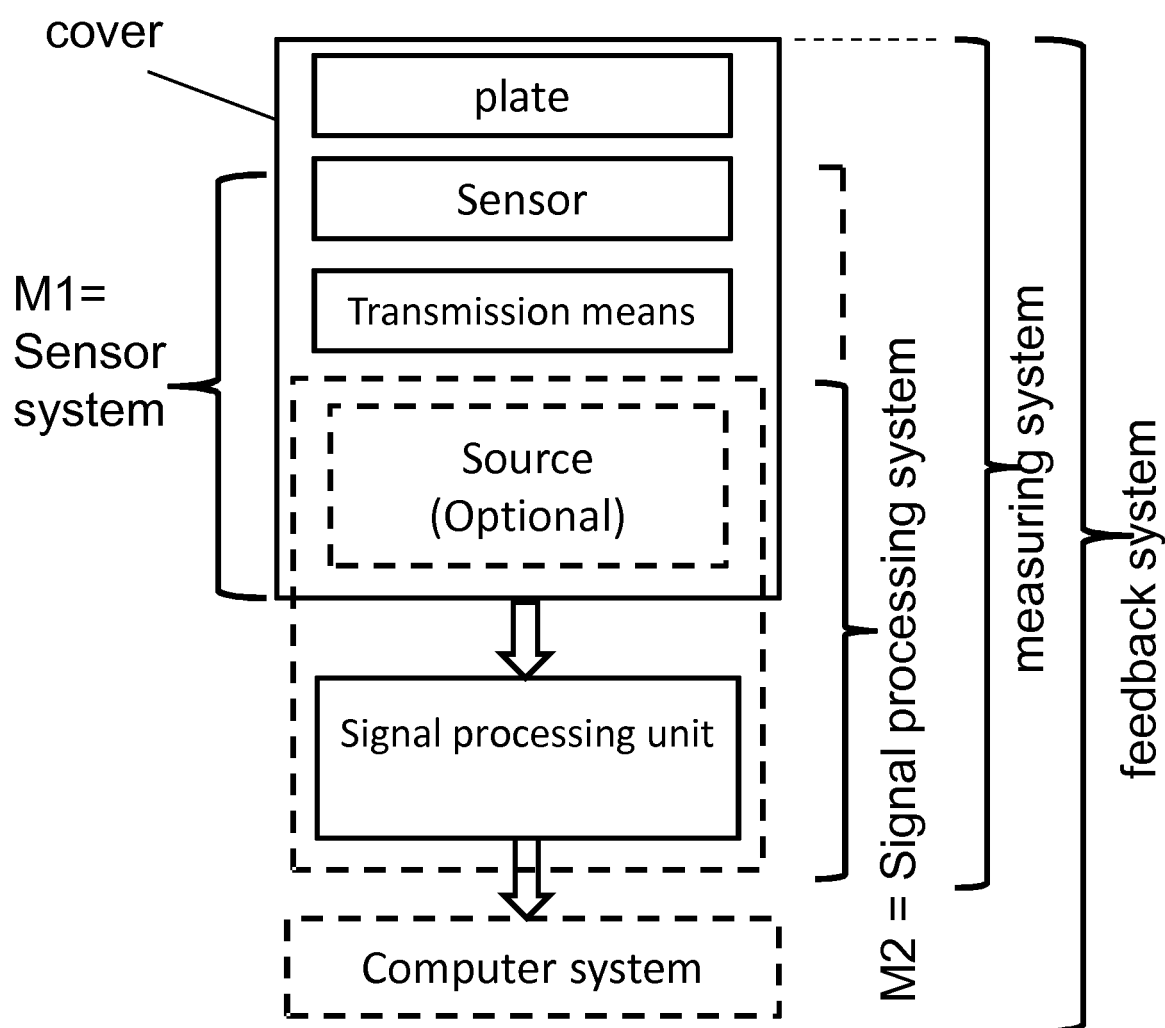 cover
plate
Sensor
M1=
Sensor
system
Transmission means
Source
(Optional)
Signal processing unit
Computer system
M2 = Signal processing system
measuring system
feedback system